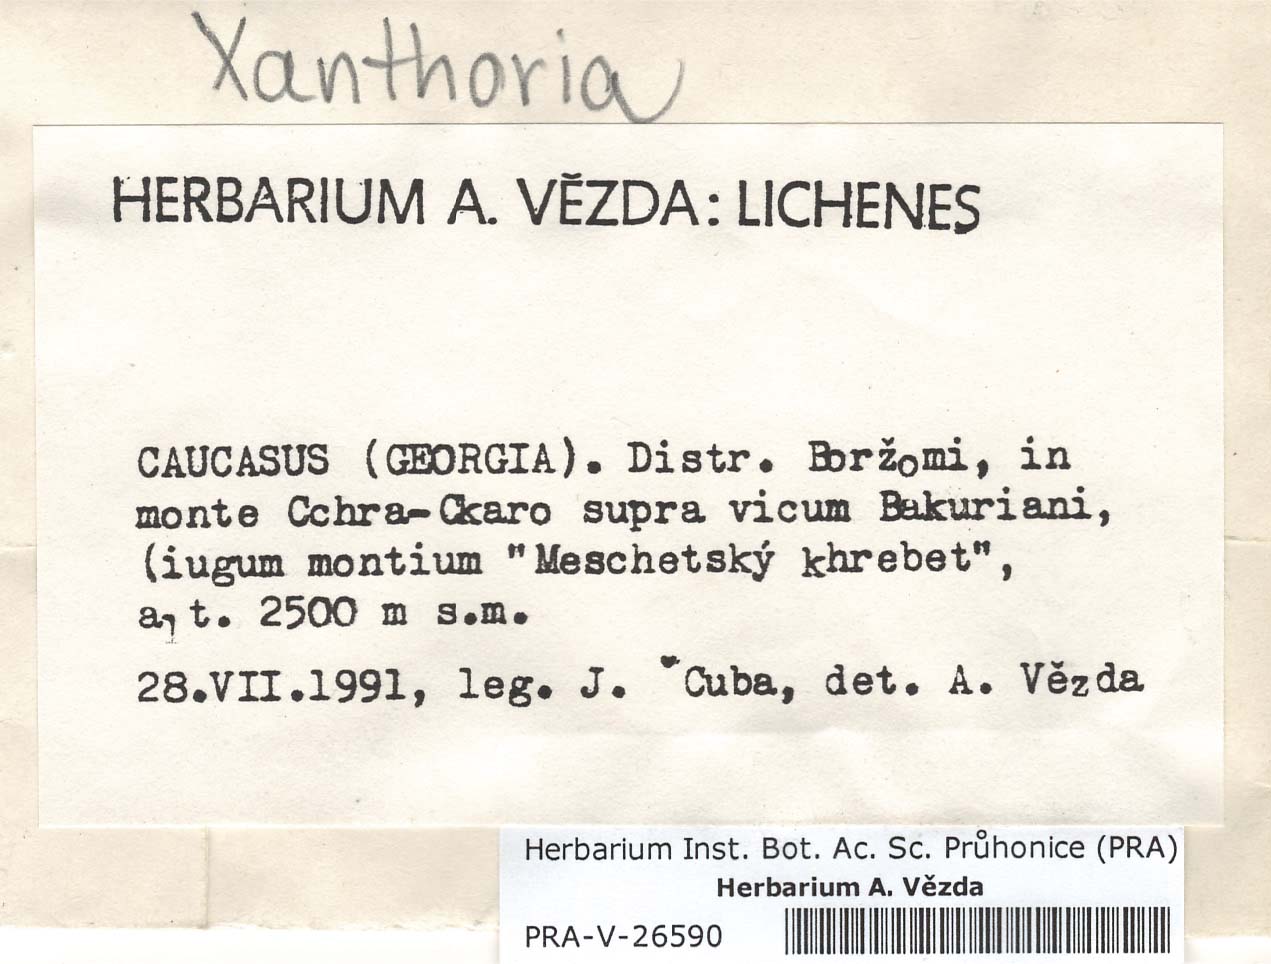 Xanthoria
HERBARIUM A. VĚZDA: LICHENES
CAUCASUS (GEORGIA). Distr. Boržomi, in
monte Cchra-Ckaro supra vicum Bakuriani,
(iugum montium "Meschetský khrebet",
alt. 2500 m s.m.
28.VII.1991, leg. J. Čuba, det. A. Vězda
Herbarium Inst. Bot. Ac. Sc. Průhonice (PRA)
Herbarium A. Vězda
PRA-V-26590